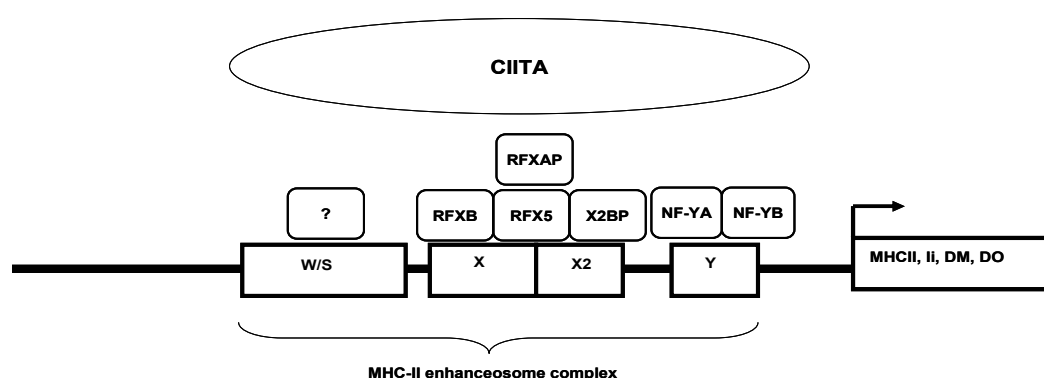 CIITA
RFXAP
? RFXB RFX5 X2BP NF-YA NF-YB
W/S X X2 Y MHCII, Ii, DM, DO
MHC-II enhanceosome complex